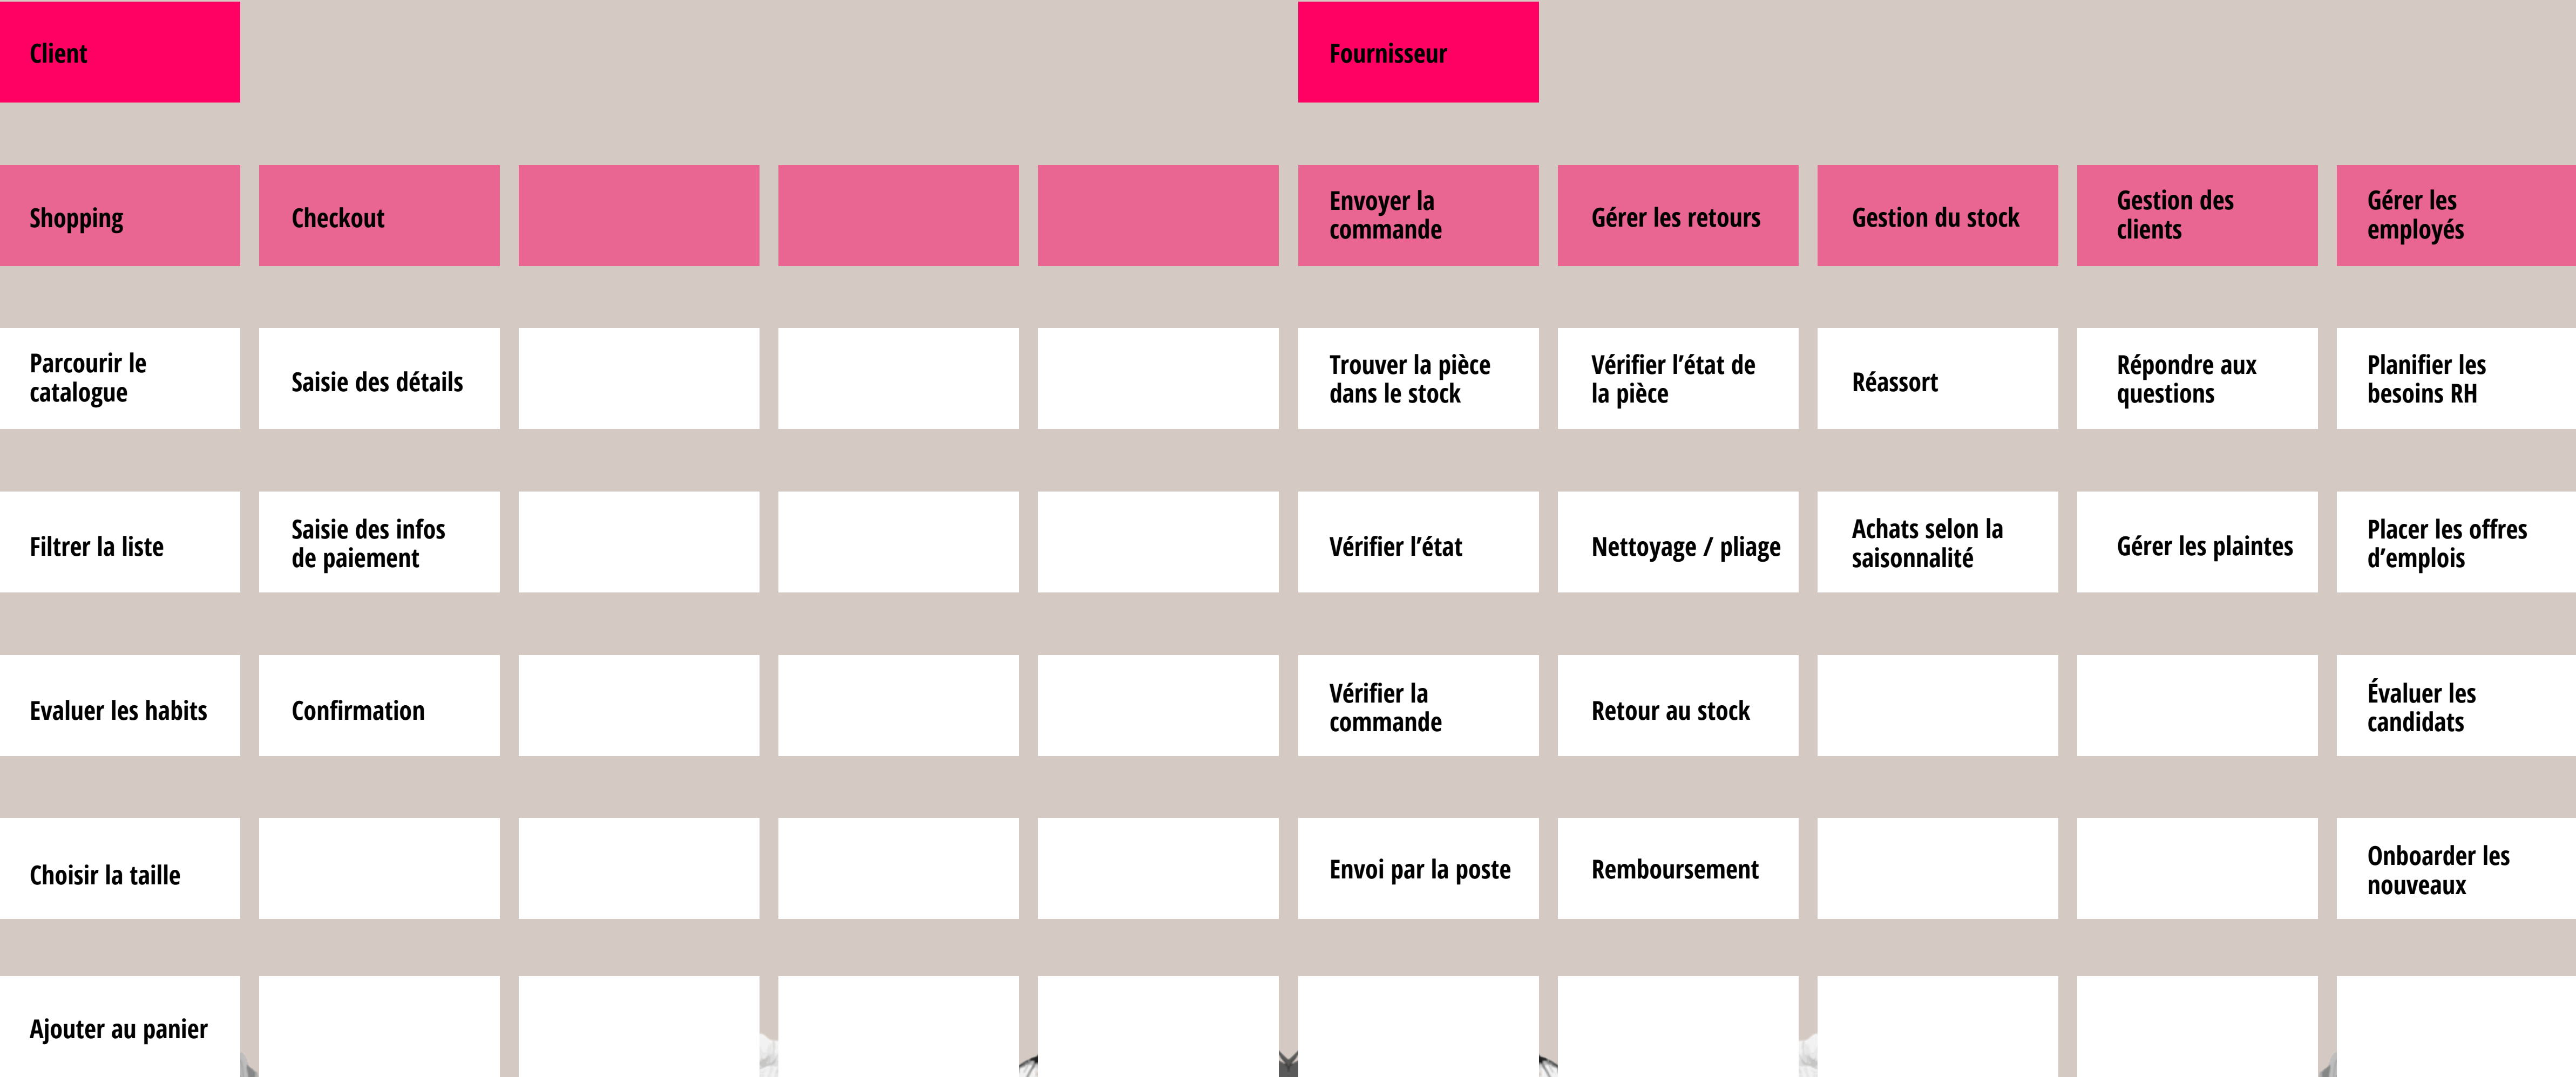 Client
Fournisseur
Shopping
Checkout
Envoyer la
commande
Gérer les retours
Gestion du stock
Gestion des
clients
Gérer les
employés
Parcourir le
catalogue
Saisie des détails
Trouver la pièce
dans le stock
Vérifier l’état de
la pièce
Réassort
Répondre aux
questions
Planifier les
besoins RH
Filtrer la liste
Saisie des infos
de paiement
Vérifier l’état
Nettoyage / pliage
Achats selon la
saisonnalité
Gérer les plaintes
Placer les offres
d’emplois
Evaluer les habits
Confirmation
Vérifier la
commande
Retour au stock
Évaluer les
candidats
Choisir la taille
Envoi par la poste
Remboursement
Onboarder les
nouveaux
Ajouter au panier